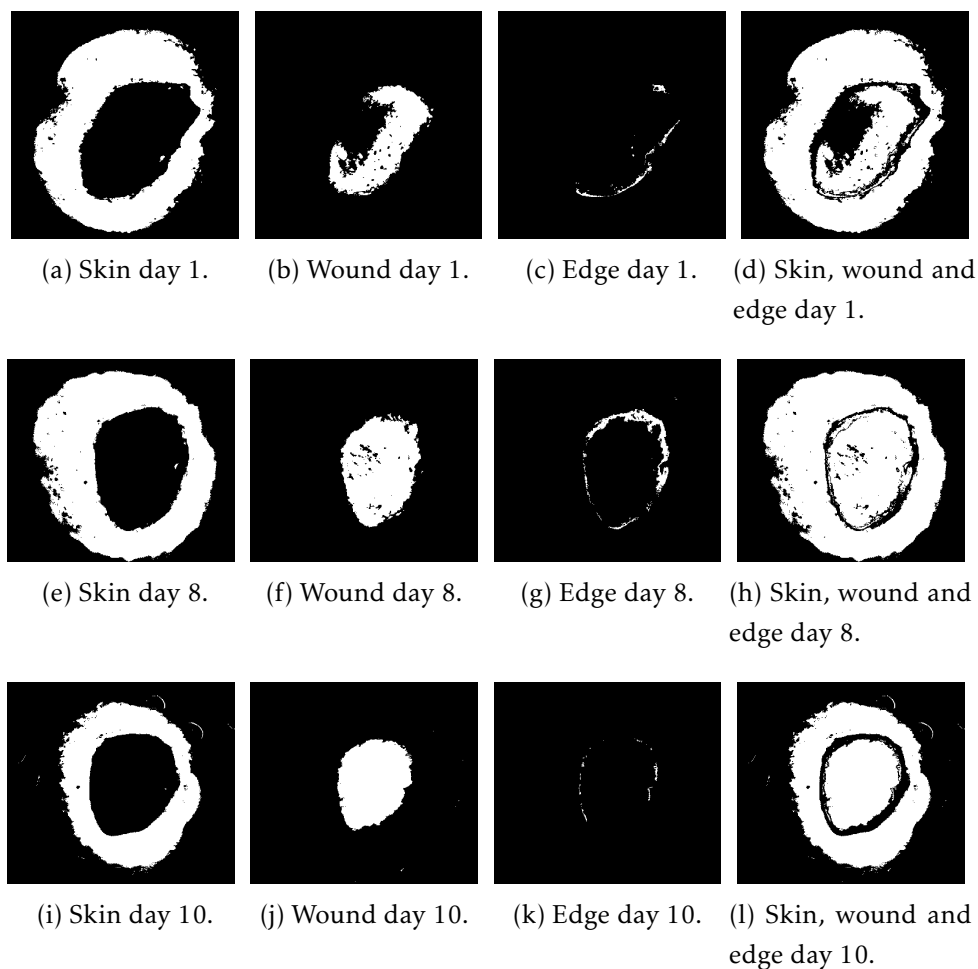 (a) Skin day 1.
(b) Wound day 1.
(c) Edge day 1.
(d) Skin, wound and
edge day 1.
(e) Skin day 8.
(f) Wound day 8.
(g) Edge day 8.
(h) Skin, wound and
edge day 8.
(i) Skin day 10.
(j) Wound day 10.
(k) Edge day 10.
(l) Skin, wound and
edge day 10.